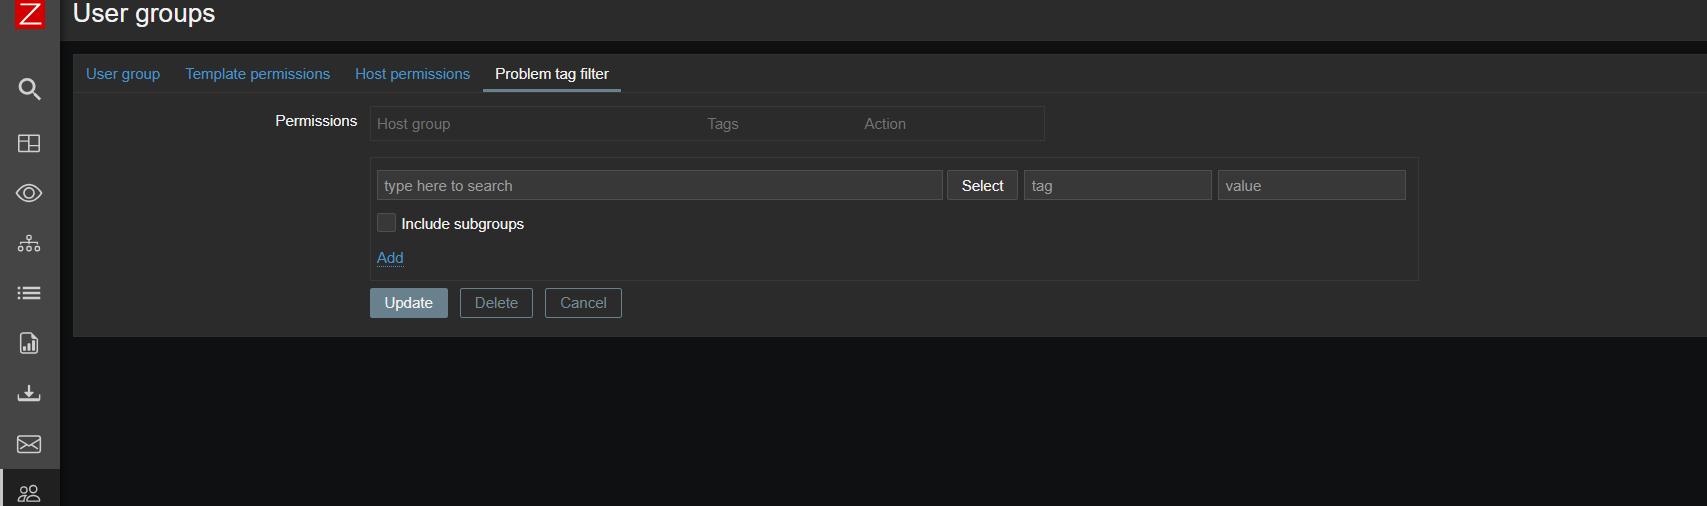 Z
User groups
User group Template permissions Host permissions Problem tag filter
Permissions Host group Tags Action
type here to search Select tag value
Include subgroups
Add
Update Delete Cancel